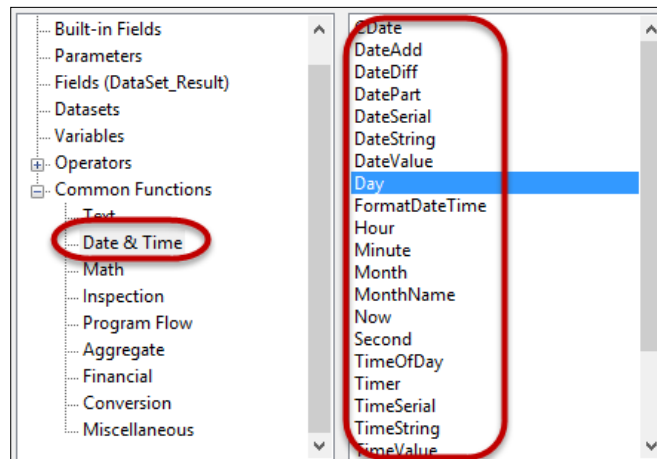 Built-in Fields
Parameters
Fields (DataSet_Result)
Datasets
Variables
Operators
Common Functions
Text
Date & Time
Math
Inspection
Program Flow
Aggregate
Financial
Conversion
Miscellaneous
CDate
DateAdd
DateDiff
DatePart
DateSerial
DateString
DateValue
Day
FormatDateTime
Hour
Minute
Month
MonthName
Now
Second
TimeOfDay
Timer
TimeSerial
TimeString
TimeValue